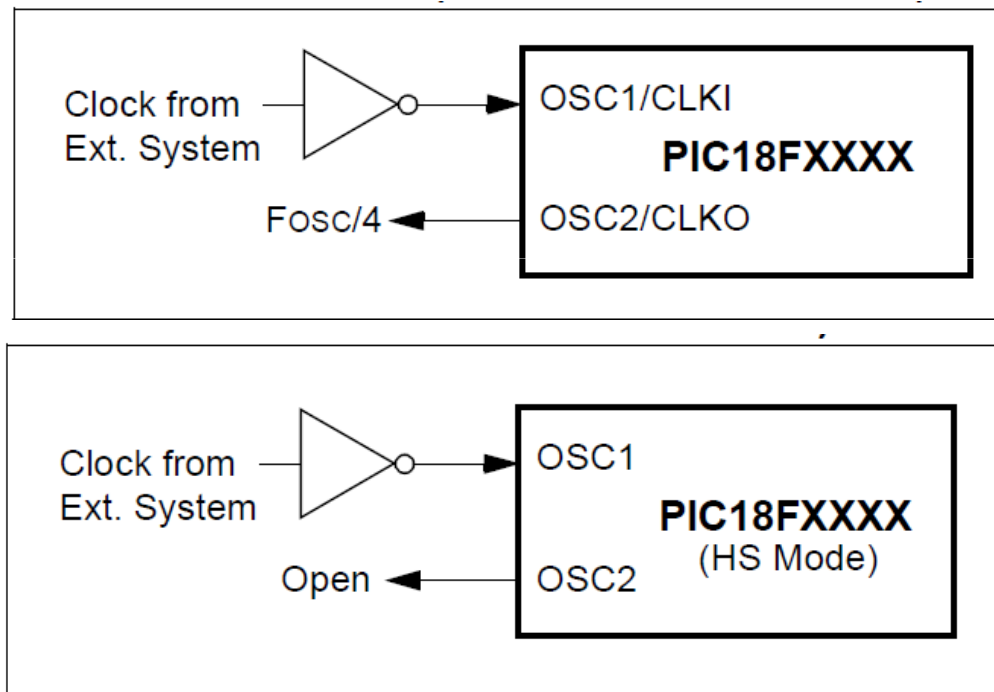 Clock from
Ext. System
OSC1/CLKI
PIC18FXXXX
FOSC/4
OSC2/CLKO
Clock from
Ext. System
OSC1
PIC18FXXXX
(HS Mode)
Open
OSC2